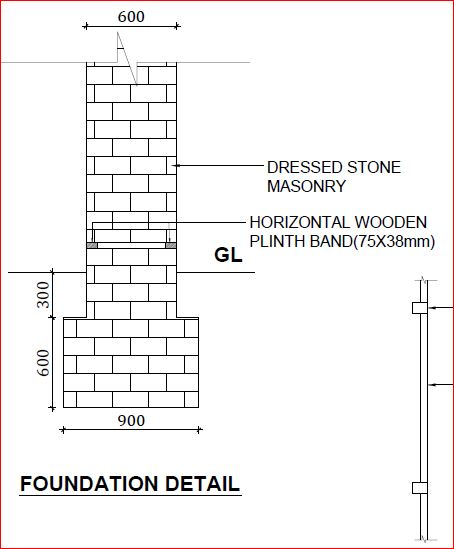 600
DRESSED STONE
MASONRY
HORIZONTAL WOODEN
PLINTH BAND(75X38mm)
GL
300
600
900
FOUNDATION DETAIL